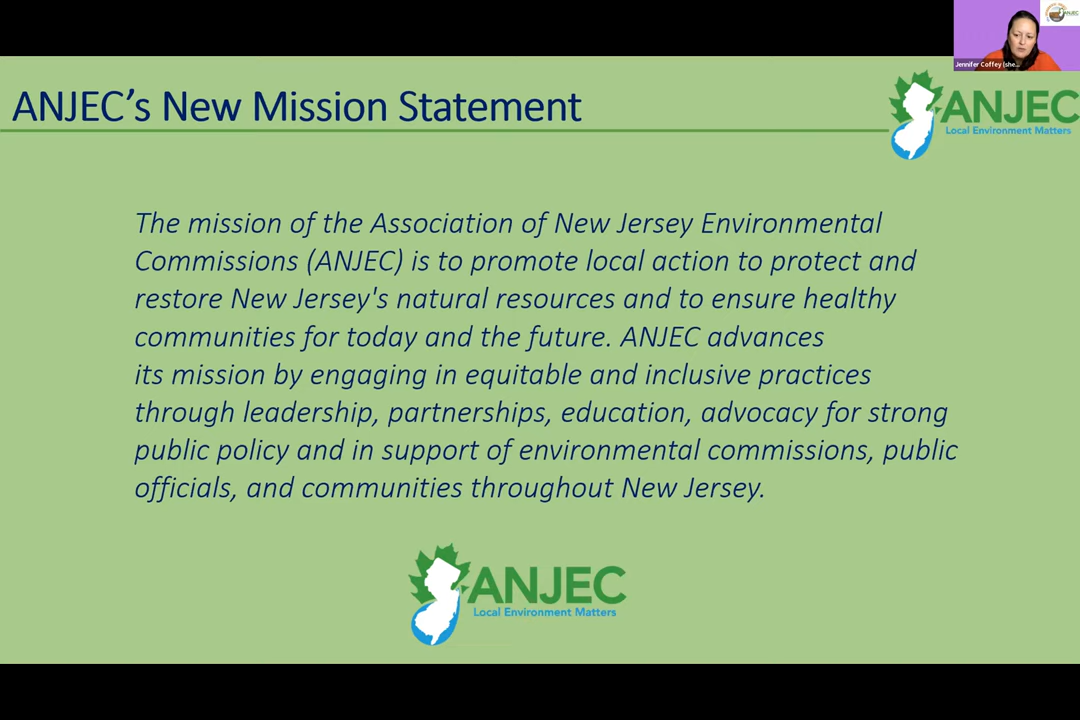 ANJEC
Jennifer Coffey (she...
ANJEC's New Mission Statement
ANJEC
Local Environment Matters
The mission of the Association of New Jersey Environmental
Commissions (ANJEC) is to promote local action to protect and
restore New Jersey's natural resources and to ensure healthy
communities for today and the future. ANJEC advances
its mission by engaging in equitable and inclusive practices
through leadership, partnerships, education, advocacy for strong
public policy and in support of environmental commissions, public
officials, and communities throughout New Jersey.
ANJEC
Local Environment Matters